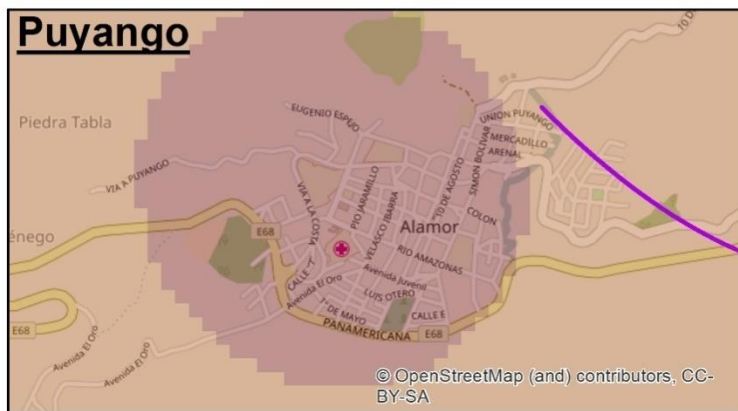 Puyango
10 D
Piedra Tabla
EUGENIO ESPEJO
UNION PUYANGO
MERCADILLO
ARENAL
VIA A PUYANGO
VIA A LA COSTA
PIO JARAMILLO
VELASCO IBARRA
10 DE AGOSTO
SIMON BOLIVAR
COLON
Alamor
énego
E68
RIO AMAZONAS
CALLE "7"
Avenida El Oro
Avenida Juvenil
LUIS OTERO
1° DE MAYO
CALLE E
E68
PANAMERICANA
E68
Avenida El Oro
Avenida El Oro
© OpenStreetMap (and) contributors, CC-
BY-SA